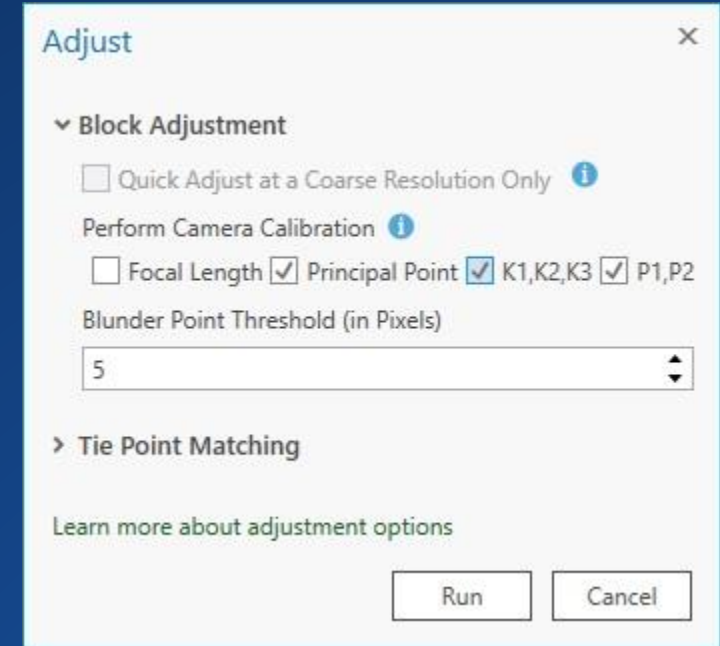 Adjust
Block Adjustment
Quick Adjust at a Coarse Resolution Only
Perform Camera Calibration
Focal Length Principal Point K1,K2,K3 P1,P2
Blunder Point Threshold (in Pixels)
5
Tie Point Matching
Learn more about adjustment options
Run Cancel